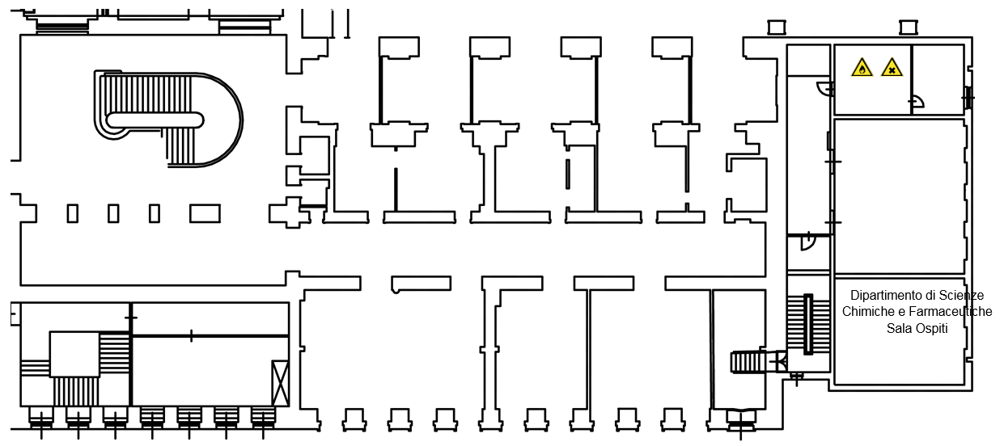 Dipartimento di Scienze
Chimiche e Farmaceutiche
Sala Ospiti